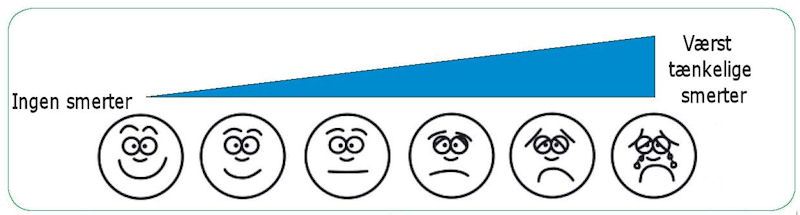 Ingen smerter
Værst
tænkelige
smerter